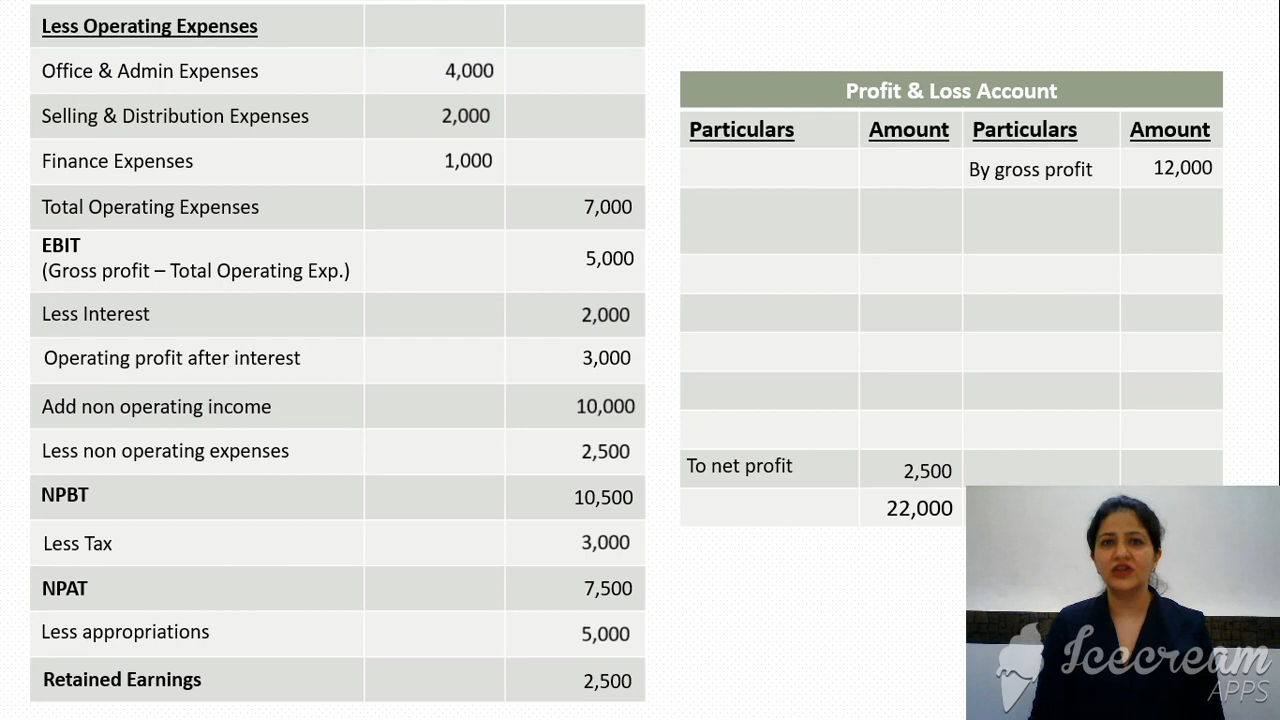 Less Operating Expenses
Office & Admin Expenses 4,000
Selling & Distribution Expenses 2,000
Finance Expenses 1,000
Total Operating Expenses 7,000
EBIT
(Gross profit – Total Operating Exp.) 5,000
Less Interest 2,000
Operating profit after interest 3,000
Add non operating income 10,000
Less non operating expenses 2,500
NPBT 10,500
Less Tax 3,000
NPAT 7,500
Less appropriations 5,000
Retained Earnings 2,500
Profit & Loss Account
Particulars Amount Particulars Amount
By gross profit 12,000
To net profit 2,500
22,000
Icecream
APPS